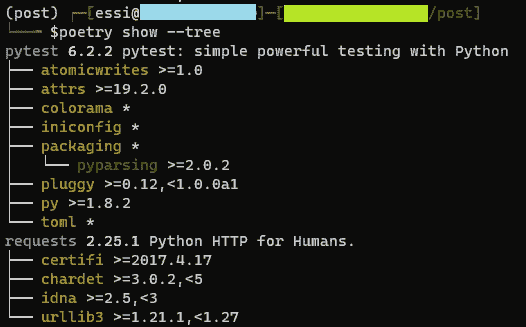 (post) ┌─[essi@]─[/post]
└──╼ $poetry show --tree
pytest 6.2.2 pytest: simple powerful testing with Python
├── atomicwrites >=1.0
├── attrs >=19.2.0
├── colorama *
├── iniconfig *
├── packaging *
│   └── pyparsing >=2.0.2
├── pluggy >=0.12,<1.0.0a1
├── py >=1.8.2
└── toml *
requests 2.25.1 Python HTTP for Humans.
├── certifi >=2017.4.17
├── chardet >=3.0.2,<5
├── idna >=2.5,<3
└── urllib3 >=1.21.1,<1.27